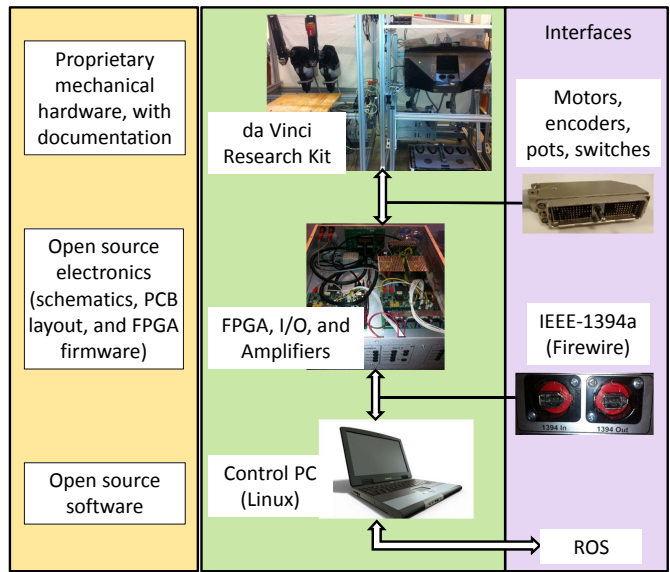 Proprietary
mechanical
hardware, with
documentation
Open source
electronics
(schematics, PCB
layout, and FPGA
firmware)
Open source
software
da Vinci
Research Kit
FPGA, I/O, and
Amplifiers
Control PC
(Linux)
Interfaces
Motors,
encoders,
pots, switches
IEEE-1394a
(Firewire)
1394 In
1394 Out
ROS